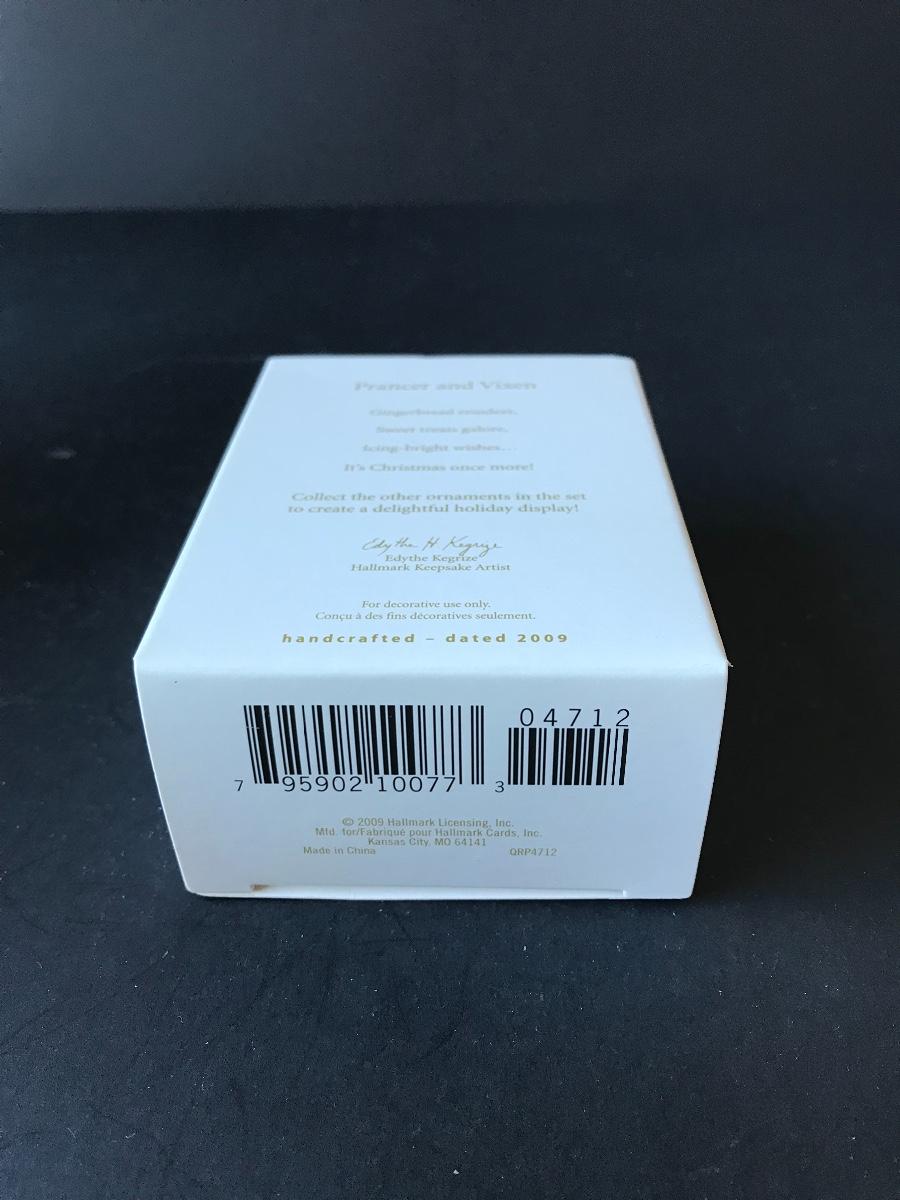 Prancer and Vixen
Gingerbread reindeer,
Sweet treats galore,
Icing-bright wishes...
It's Christmas once more!
Collect the other ornaments in the set
to create a delightful holiday display!
Edythe H Kegrize
Edythe Kegrize
Hallmark Keepsake Artist
For decorative use only.
Conçu à des fins décoratives seulement.
handcrafted – dated 2009
04712
7 95902 10077 3
© 2009 Hallmark Licensing, Inc.
Mfd. for/Fabriqué pour Hallmark Cards, Inc.
Kansas City, MO 64141
Made in China QRP4712